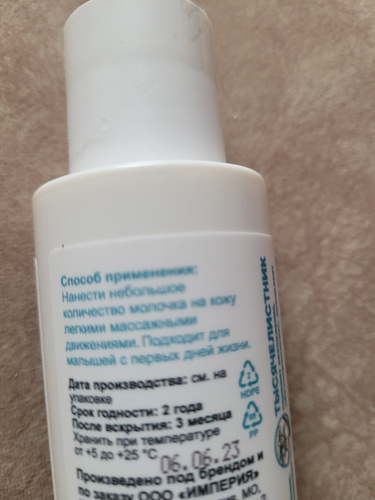 Способ применения:
Нанести небольшое
количество молочка на кожу
легкими массажными
движениями. Подходит для
малышей с первых дней жизни.
Дата производства: см. на
упаковке
Срок годности: 2 года
После вскрытия: 3 месяца
Хранить при температуре
от +5 до +25 °C
06.06.23
Произведено под брендом и
по заказу ООО «ИМПЕРИЯ»
МО,
2
HDPE
PP
ТЫСЯЧЕЛИСТНИК